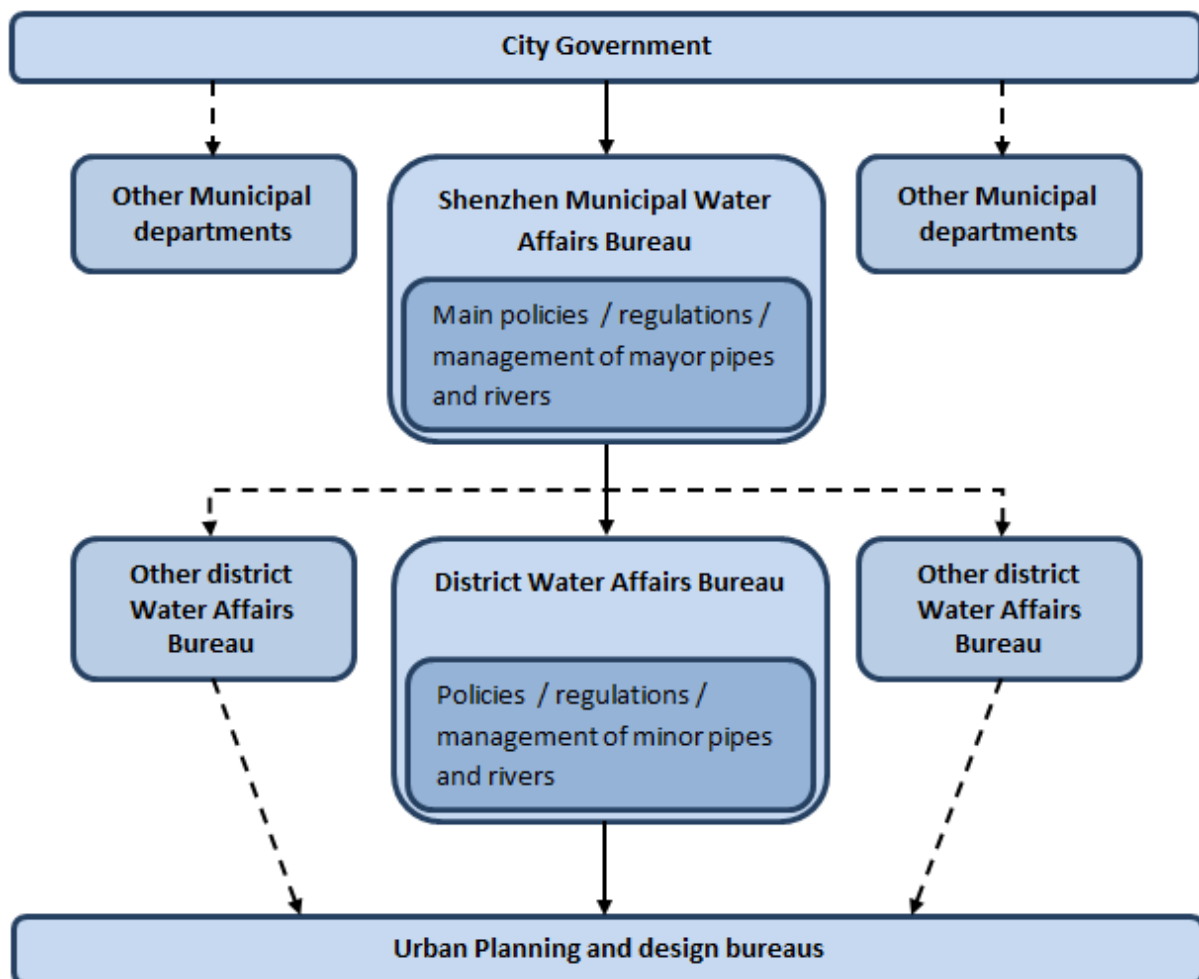 City Government
Other Municipal
departments
Shenzhen Municipal Water
Affairs Bureau
Main policies / regulations /
management of mayor pipes
and rivers
Other Municipal
departments
Other district
Water Affairs
Bureau
District Water Affairs Bureau
Policies / regulations /
management of minor pipes
and rivers
Other district
Water Affairs
Bureau
Urban Planning and design bureaus